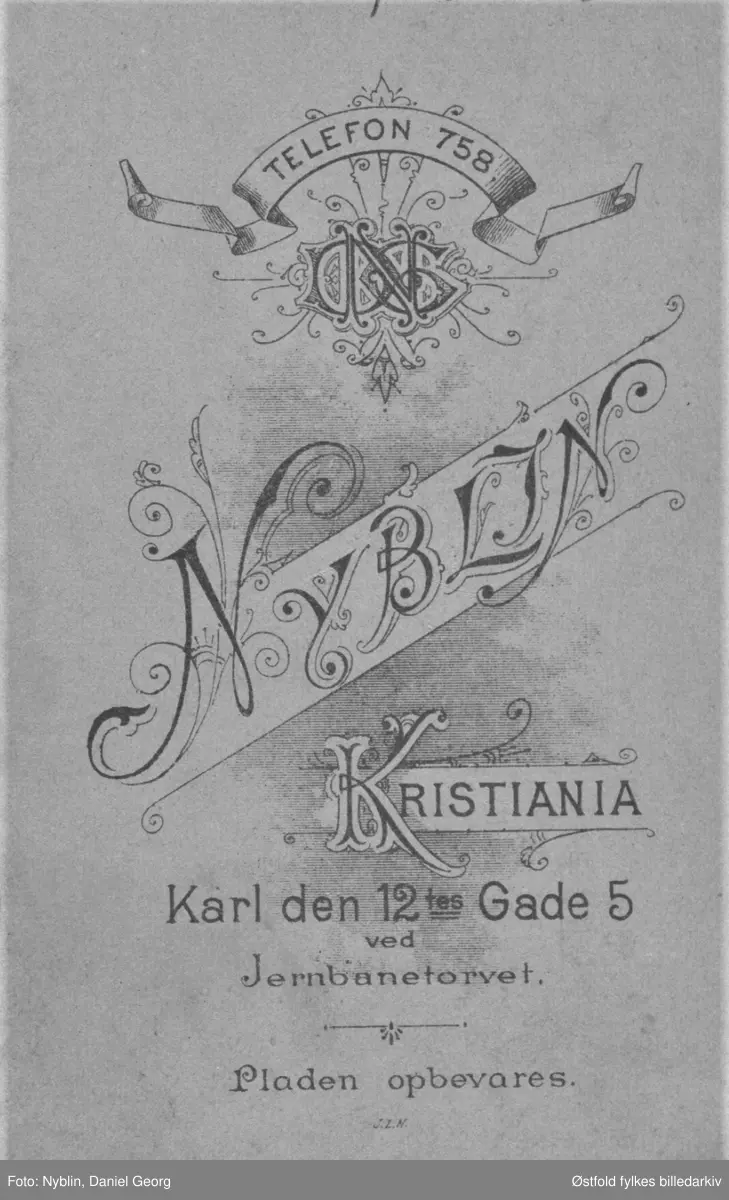 TELEFON 758
DNG
NYBLIN
KRISTIANIA
Karl den 12tes Gade 5
ved
Jernbanetorvet.
Pladen opbevares.
J.L.N.
Foto: Nyblin, Daniel Georg
Østfold fylkes billedarkiv